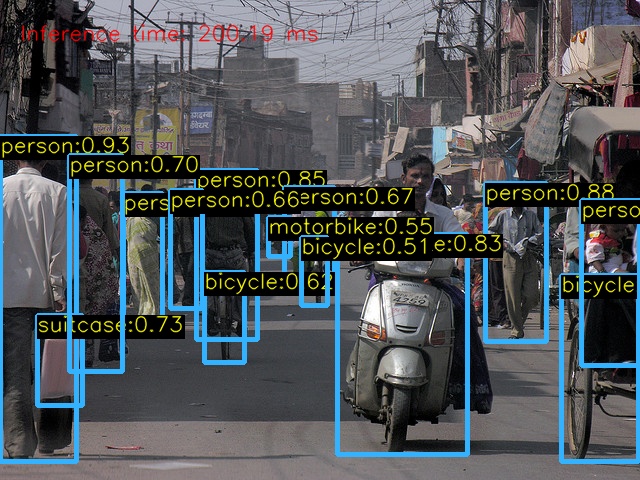 Inference time: 200.19 ms
person:0.93
person:0.70
person:0.85
pers
person:0.66
erson:0.67
person:0.88
perso
motorbike:0.55
bicycle:0.51
e:0.83
bicycle:0.62
bicycle
suitcase:0.73
कथा